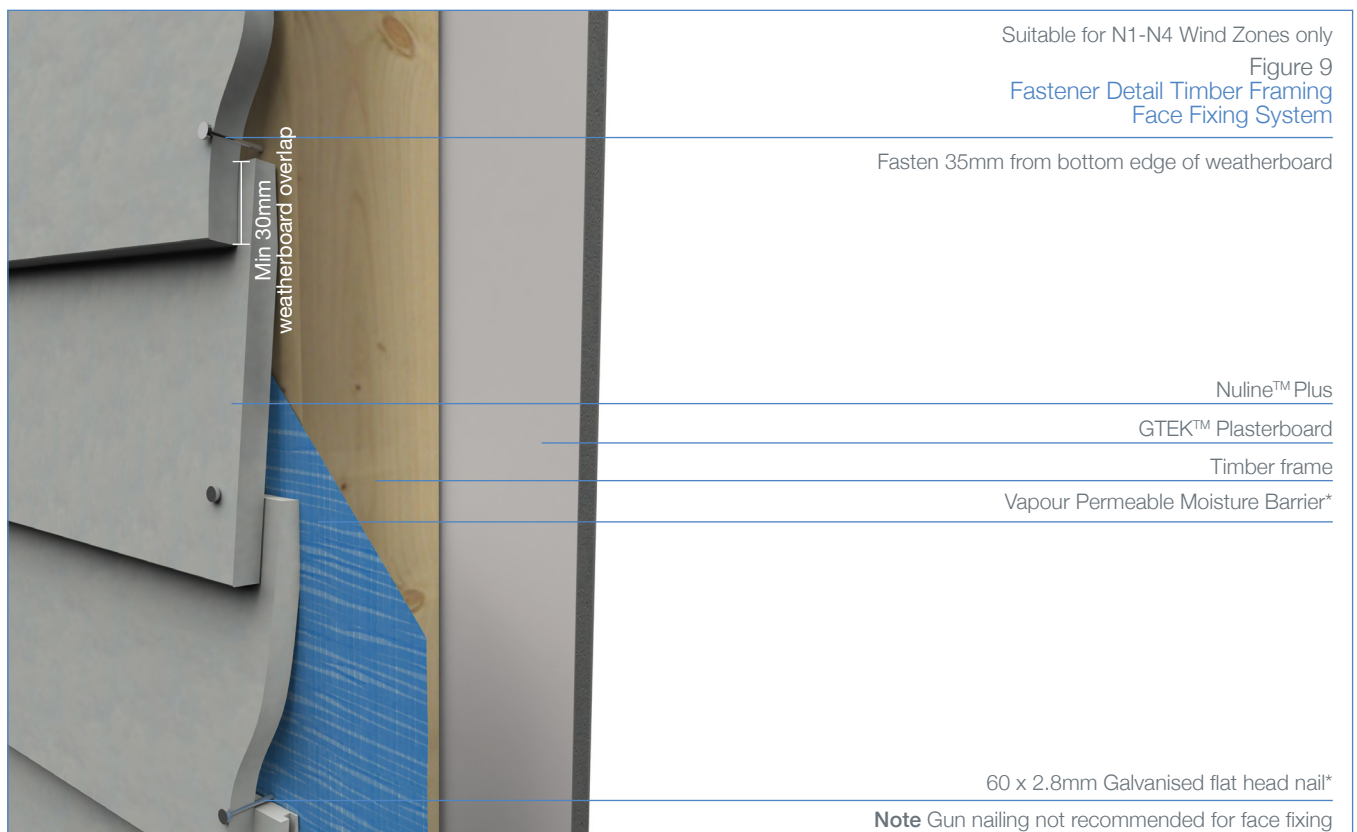 Suitable for N1-N4 Wind Zones only
Figure 9
Fastener Detail Timber Framing
Face Fixing System
Fasten 35mm from bottom edge of weatherboard
Min 30mm
weatherboard overlap
Nuline™ Plus
GTEK™ Plasterboard
Timber frame
Vapour Permeable Moisture Barrier*
60 x 2.8mm Galvanised flat head nail*
Note Gun nailing not recommended for face fixing